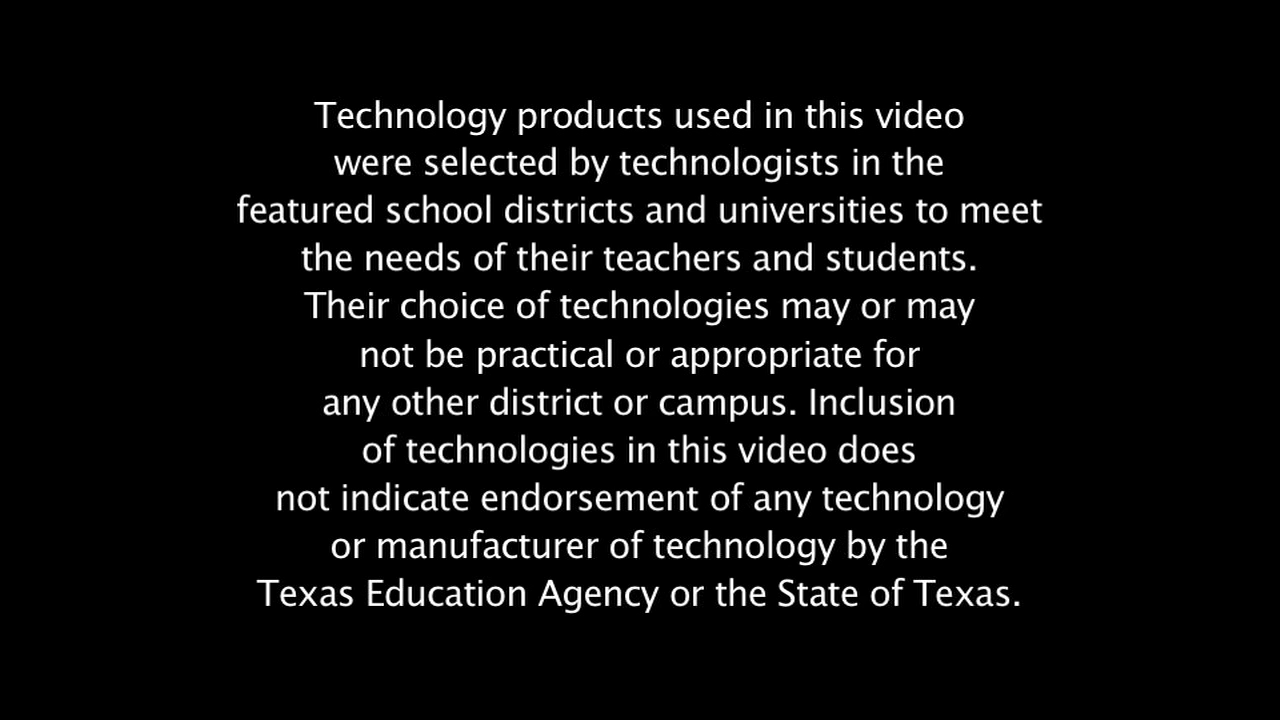 Technology products used in this video
were selected by technologists in the
featured school districts and universities to meet
the needs of their teachers and students.
Their choice of technologies may or may
not be practical or appropriate for
any other district or campus. Inclusion
of technologies in this video does
not indicate endorsement of any technology
or manufacturer of technology by the
Texas Education Agency or the State of Texas.